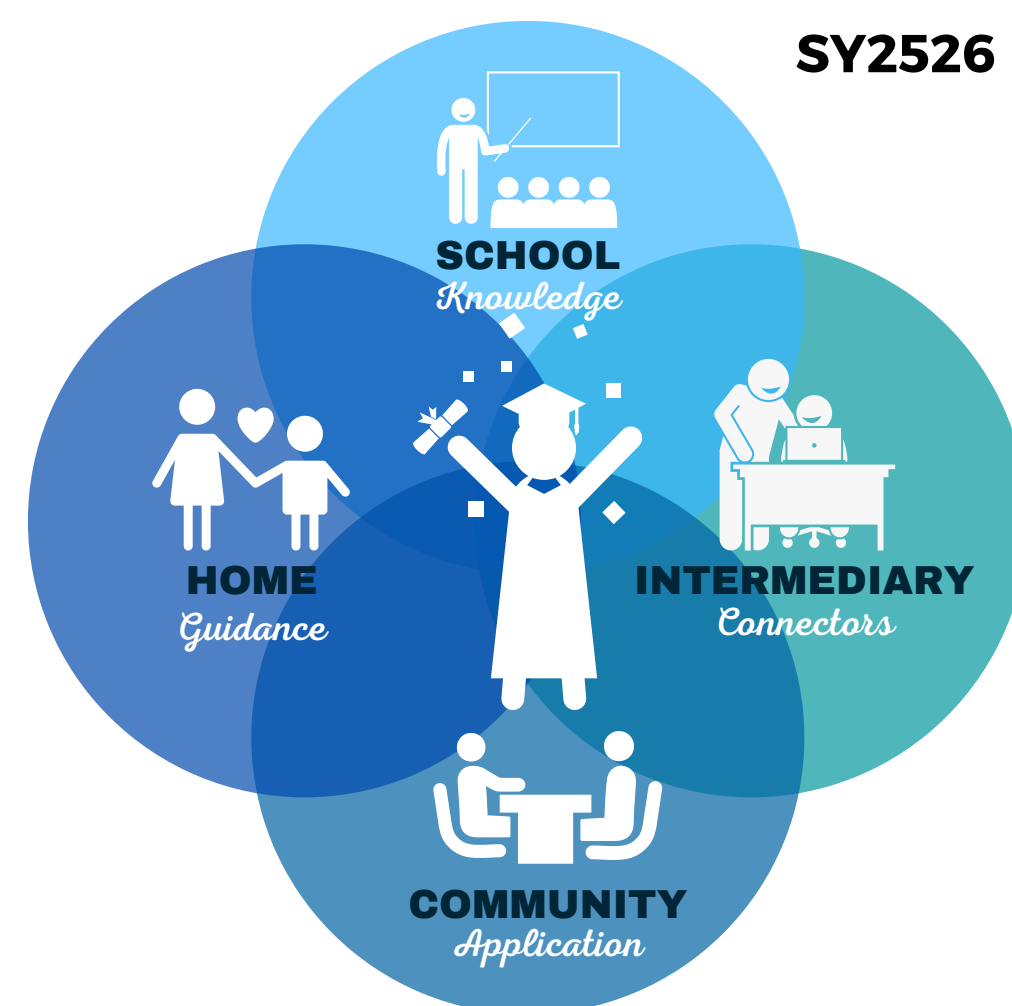 SY2526
SCHOOL
Knowledge
HOME
Guidance
INTERMEDIARY
Connectors
COMMUNITY
Application